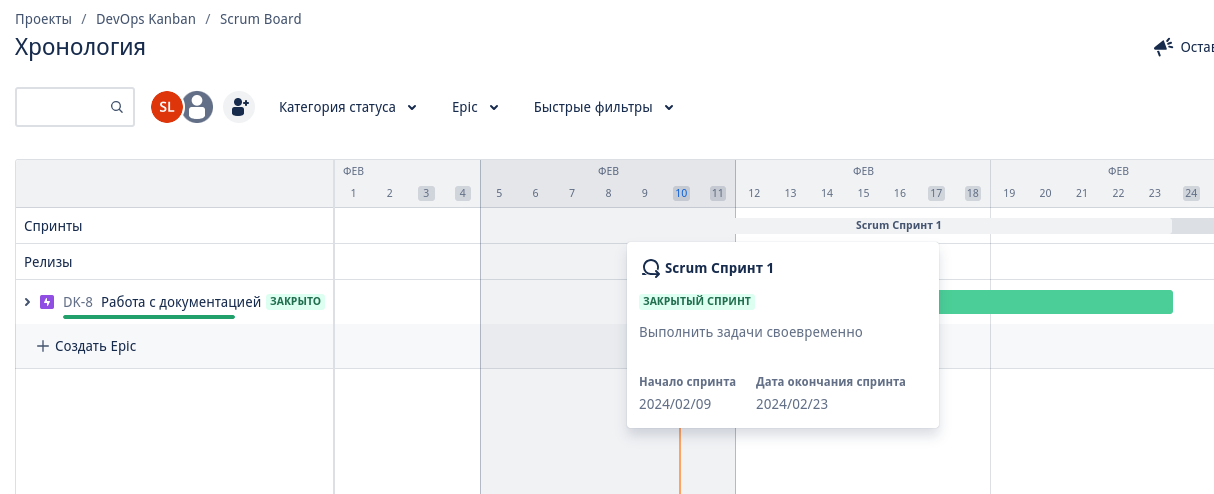 Проекты / DevOps Kanban / Scrum Board
Хронология
Остав
SL
Категория статуса
Epic
Быстрые фильтры
ФЕВ ФЕВ ФЕВ ФЕВ
1 2 3 4 5 6 7 8 9 10 11 12 13 14 15 16 17 18 19 20 21 22 23 24
Спринты
Scrum Спринт 1
Релизы
DK-8 Работа с документацией ЗАКРЫТО
Создать Epic
Scrum Спринт 1
ЗАКРЫТЫЙ СПРИНТ
Выполнить задачи своевременно
Начало спринта Дата окончания спринта
2024/02/09 2024/02/23